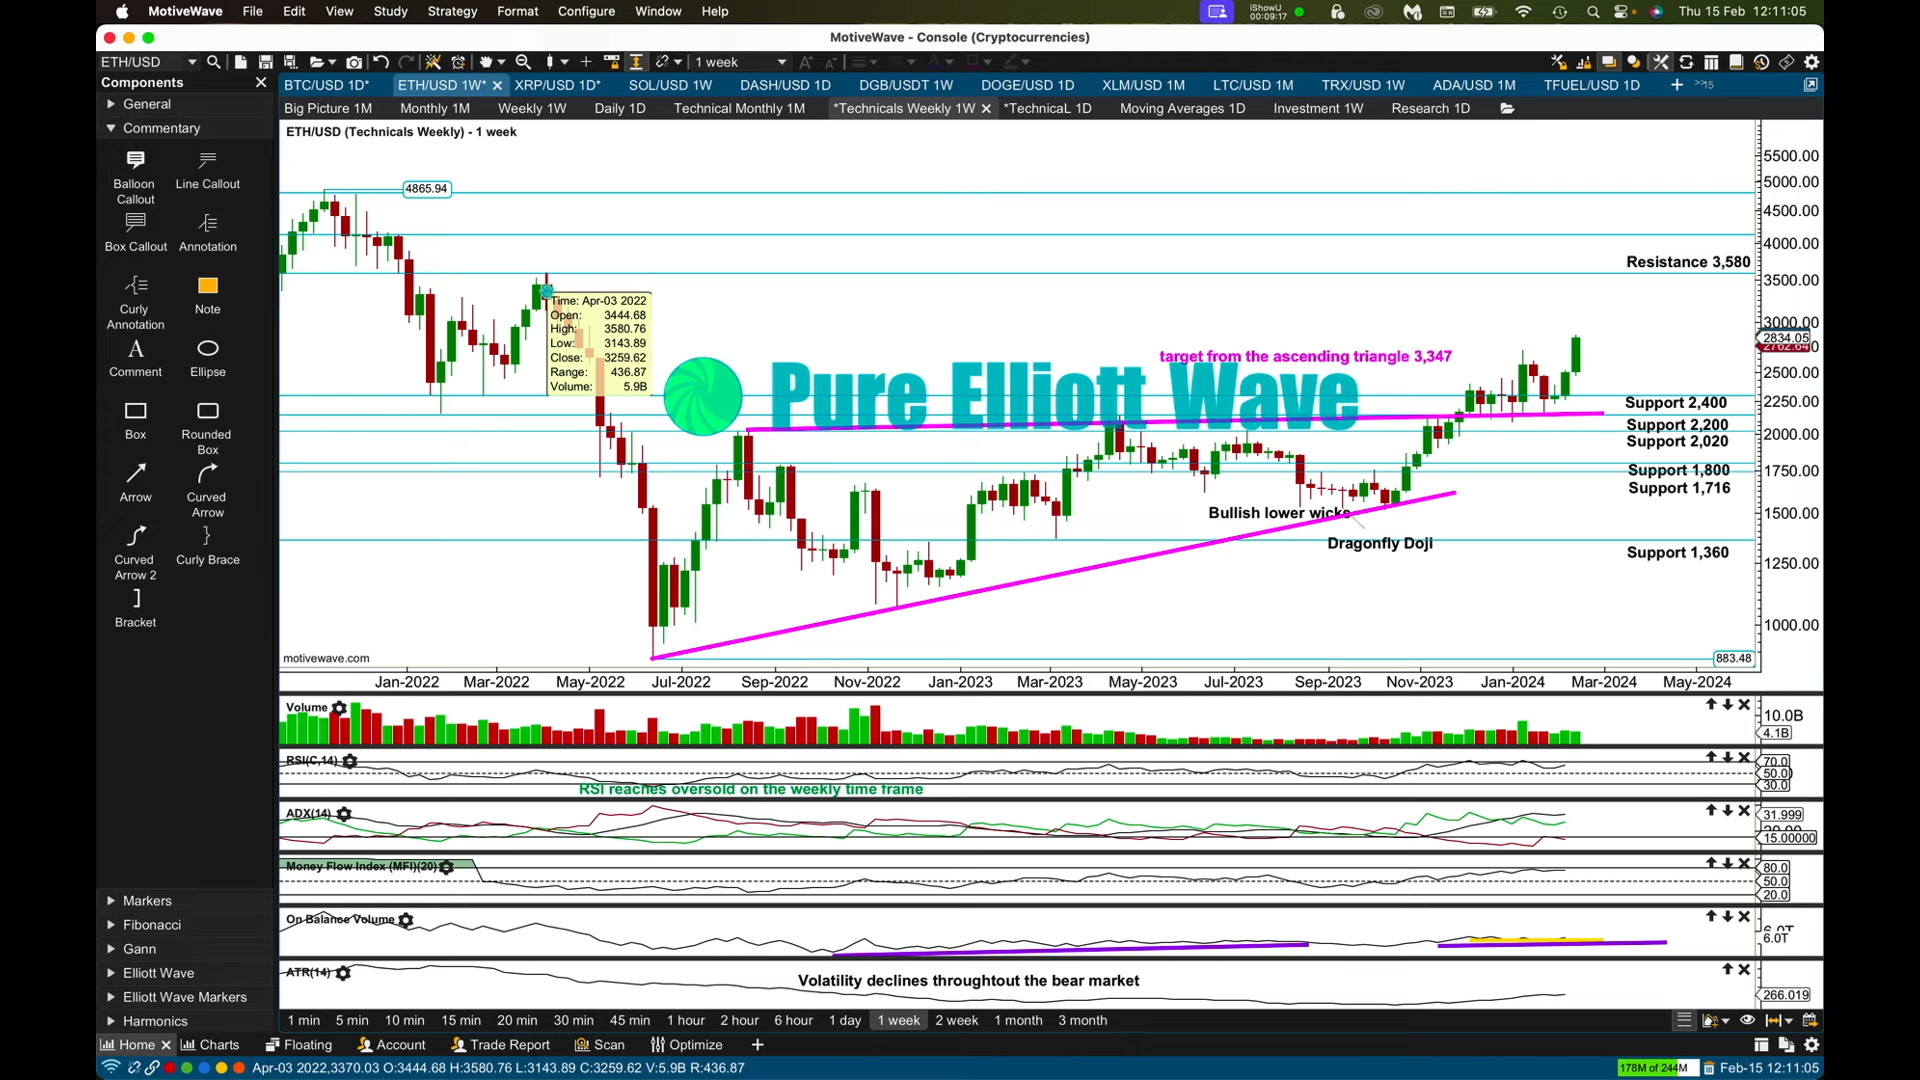 MotiveWave File Edit View Study Strategy Format Configure Window Help
iShowU
00:09:17
Thu 15 Feb 12:11:05
MotiveWave - Console (Cryptocurrencies)
ETH/USD
1 week
Components
BTC/USD 1D* ETH/USD 1W* XRP/USD 1D* SOL/USD 1W DASH/USD 1D DGB/USDT 1W DOGE/USD 1D XLM/USD 1M LTC/USD 1M TRX/USD 1W ADA/USD 1M TFUEL/USD 1D
>>15
Big Picture 1M Monthly 1M Weekly 1W Daily 1D Technical Monthly 1M *Technicals Weekly 1W *TechnicaL 1D Moving Averages 1D Investment 1W Research 1D
General
Commentary
Balloon Callout
Line Callout
Box Callout
Annotation
Curly Annotation
Note
Comment
Ellipse
Box
Rounded Box
Arrow
Curved Arrow
Curved Arrow 2
Curly Brace
Bracket
Markers
Fibonacci
Gann
Elliott Wave
Elliott Wave Markers
Harmonics
ETH/USD (Technicals Weekly) - 1 week
4865.94
Time: Apr-03 2022
Open: 3444.68
High: 3580.76
Low: 3143.89
Close: 3259.62
Range: 436.87
Volume: 5.9B
Pure Elliott Wave
target from the ascending triangle 3,347
Resistance 3,580
Support 2,400
Support 2,200
Support 2,020
Support 1,800
Support 1,716
Bullish lower wicks
Dragonfly Doji
Support 1,360
5500.00
5000.00
4500.00
4000.00
3500.00
3000.00
2834.05
2500.00
2250.00
2000.00
1750.00
1500.00
1250.00
1000.00
883.48
motivewave.com
Jan-2022 Mar-2022 May-2022 Jul-2022 Sep-2022 Nov-2022 Jan-2023 Mar-2023 May-2023 Jul-2023 Sep-2023 Nov-2023 Jan-2024 Mar-2024 May-2024
Volume
10.0B
4.1B
RSI(C,14)
RSI reaches oversold on the weekly time frame
70.0
50.0
30.0
ADX(14)
31.999
15.00000
Money Flow Index (MFI)(20)
80.0
50.0
20.0
On Balance Volume
6.0T
ATR(14)
Volatility declines throughtout the bear market
266.019
1 min 5 min 10 min 15 min 20 min 30 min 45 min 1 hour 2 hour 6 hour 1 day 1 week 2 week 1 month 3 month
Home Charts Floating Account Trade Report Scan Optimize
Apr-03 2022,3370.03 O:3444.68 H:3580.76 L:3143.89 C:3259.62 V:5.9B R:436.87
178M of 244M
Feb-15 12:11:05